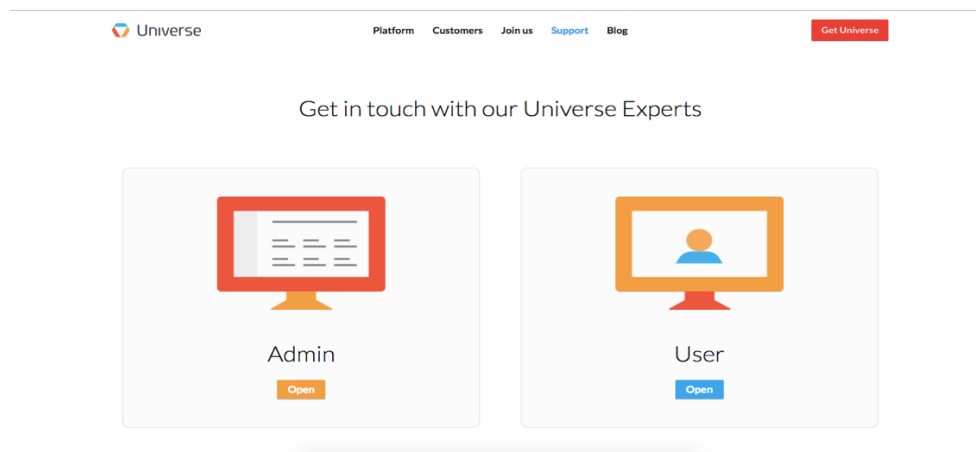 Universe
Platform Customers Join us Support Blog
Get Universe
Get in touch with our Universe Experts
Admin
Open
User
Open